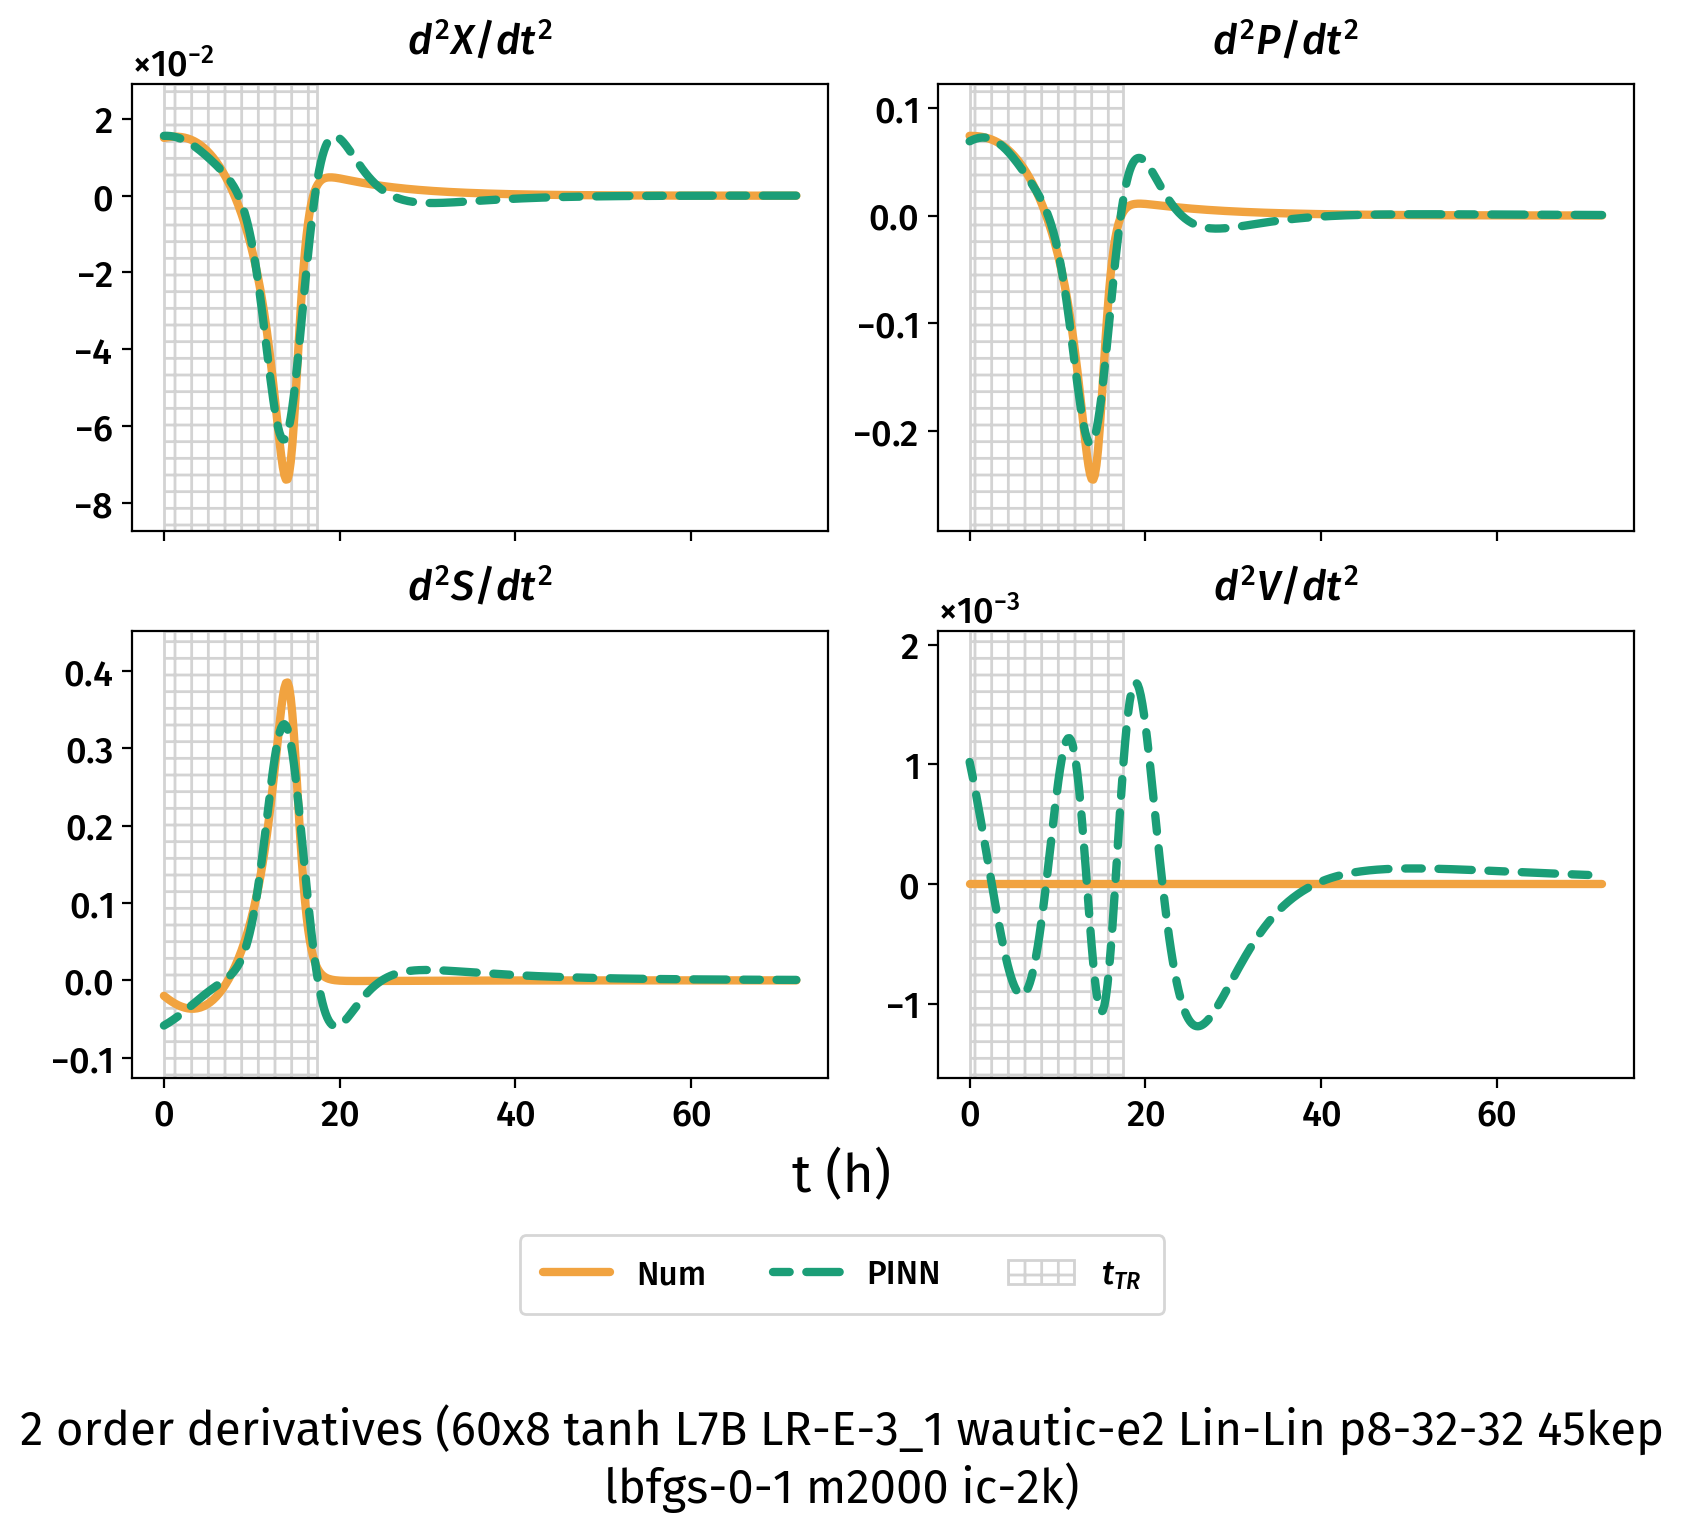 d²X/dt²
×10⁻²
2
0
−2
−4
−6
−8
d²P/dt²
0.1
0.0
−0.1
−0.2
d²S/dt²
0.4
0.3
0.2
0.1
0.0
−0.1
0 20 40 60
d²V/dt²
×10⁻³
2
1
0
−1
0 20 40 60
t (h)
Num PINN t_TR
2 order derivatives (60x8 tanh L7B LR-E-3_1 wautic-e2 Lin-Lin p8-32-32 45kep
lbfgs-0-1 m2000 ic-2k)